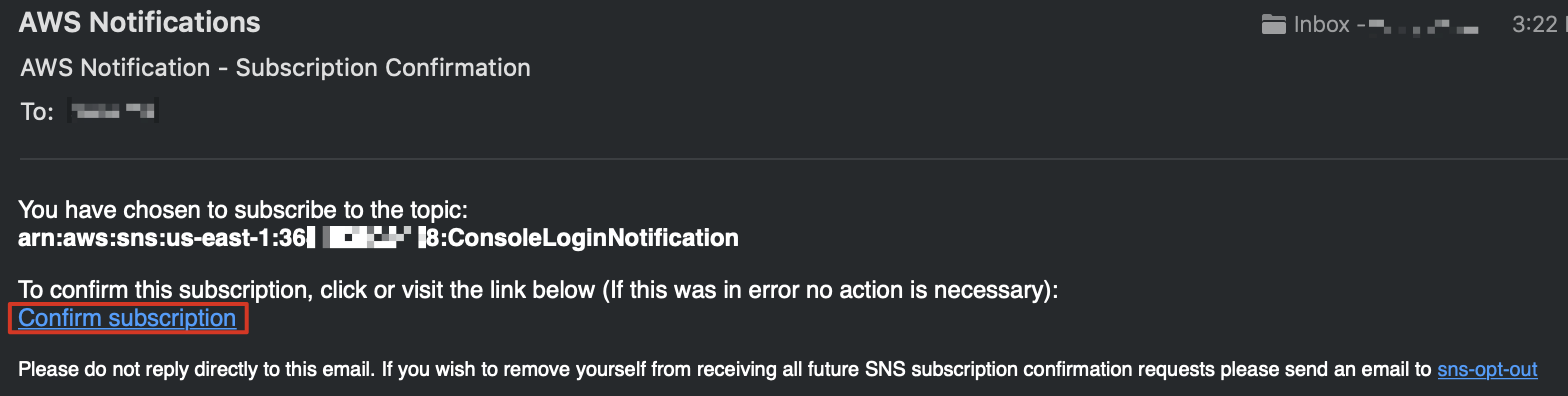 AWS Notifications
Inbox - 3:22
AWS Notification - Subscription Confirmation
To:
You have chosen to subscribe to the topic:
arn:aws:sns:us-east-1:36 8:ConsoleLoginNotification
To confirm this subscription, click or visit the link below (If this was in error no action is necessary):
Confirm subscription
Please do not reply directly to this email. If you wish to remove yourself from receiving all future SNS subscription confirmation requests please send an email to sns-opt-out